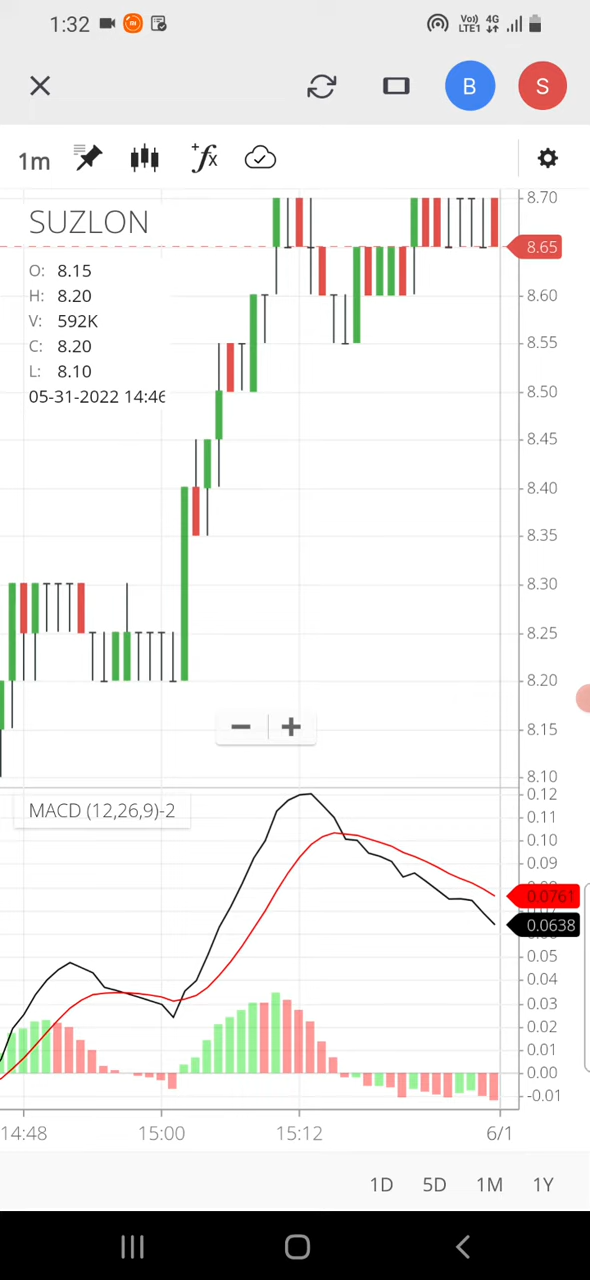 1:32
Vo)) 4G
LTE1
B S
1m +fx
SUZLON
O: 8.15
H: 8.20
V: 592K
C: 8.20
L: 8.10
05-31-2022 14:46
8.70
8.65
8.60
8.55
8.50
8.45
8.40
8.35
8.30
8.25
8.20
8.15
8.10
− +
MACD (12,26,9)-2
0.12
0.11
0.10
0.09
0.0761
0.0638
0.05
0.04
0.03
0.02
0.01
0.00
-0.01
14:48 15:00 15:12 6/1
1D 5D 1M 1Y